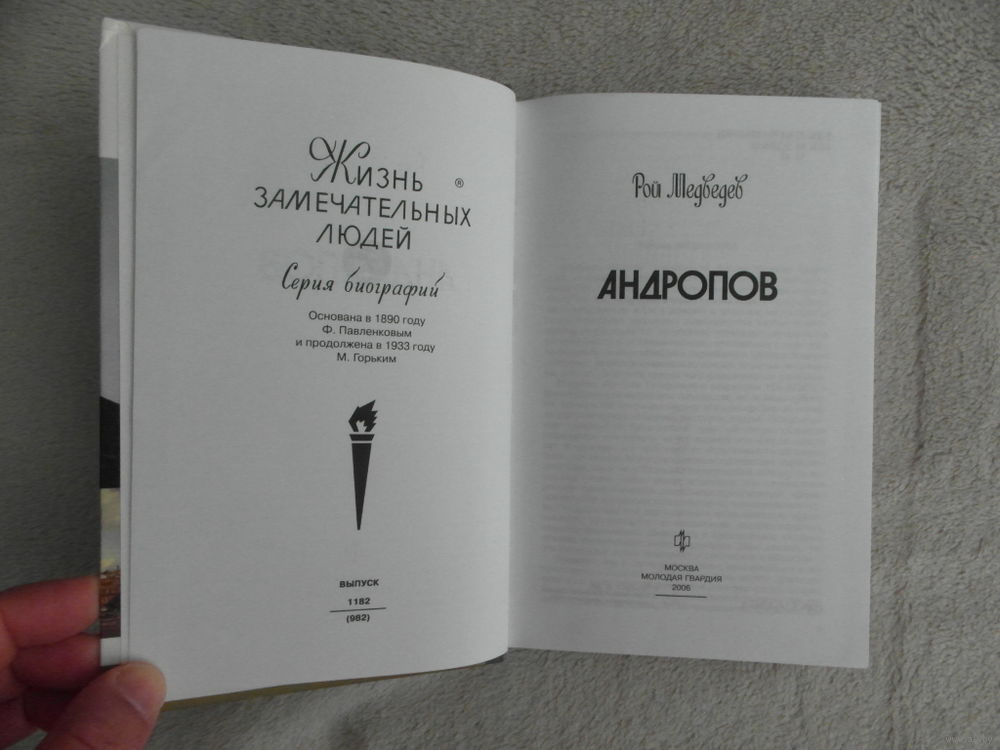 Жизнь ®
ЗАМЕЧАТЕЛЬНЫХ
ЛЮДЕЙ
Серия биографий
Основана в 1890 году
Ф. Павленковым
и продолжена в 1933 году
М. Горьким
ВЫПУСК
1182
(982)
Рой Медведев
АНДРОПОВ
МОСКВА
МОЛОДАЯ ГВАРДИЯ
2006